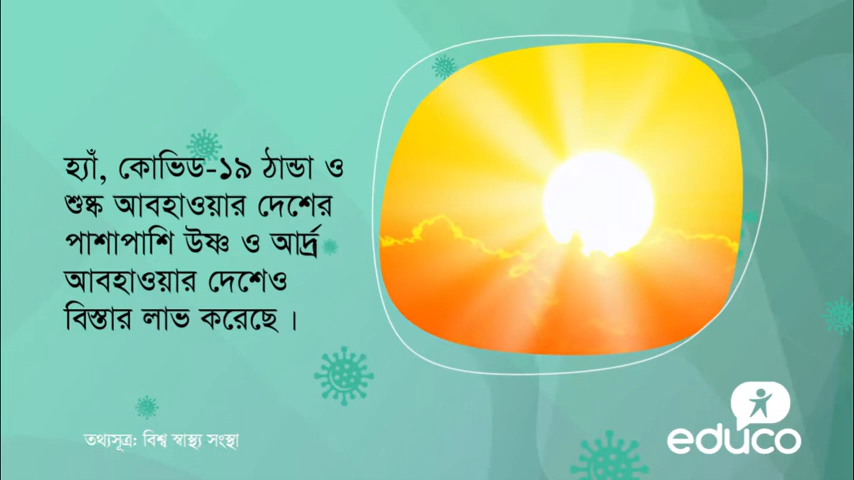 হ্যাঁ, কোভিড-১৯ ঠান্ডা ও
শুষ্ক আবহাওয়ার দেশের
পাশাপাশি উষ্ণ ও আর্দ্র
আবহাওয়ার দেশেও
বিস্তার লাভ করেছে ।
তথ্যসূত্র: বিশ্ব স্বাস্থ্য সংস্থা
educo